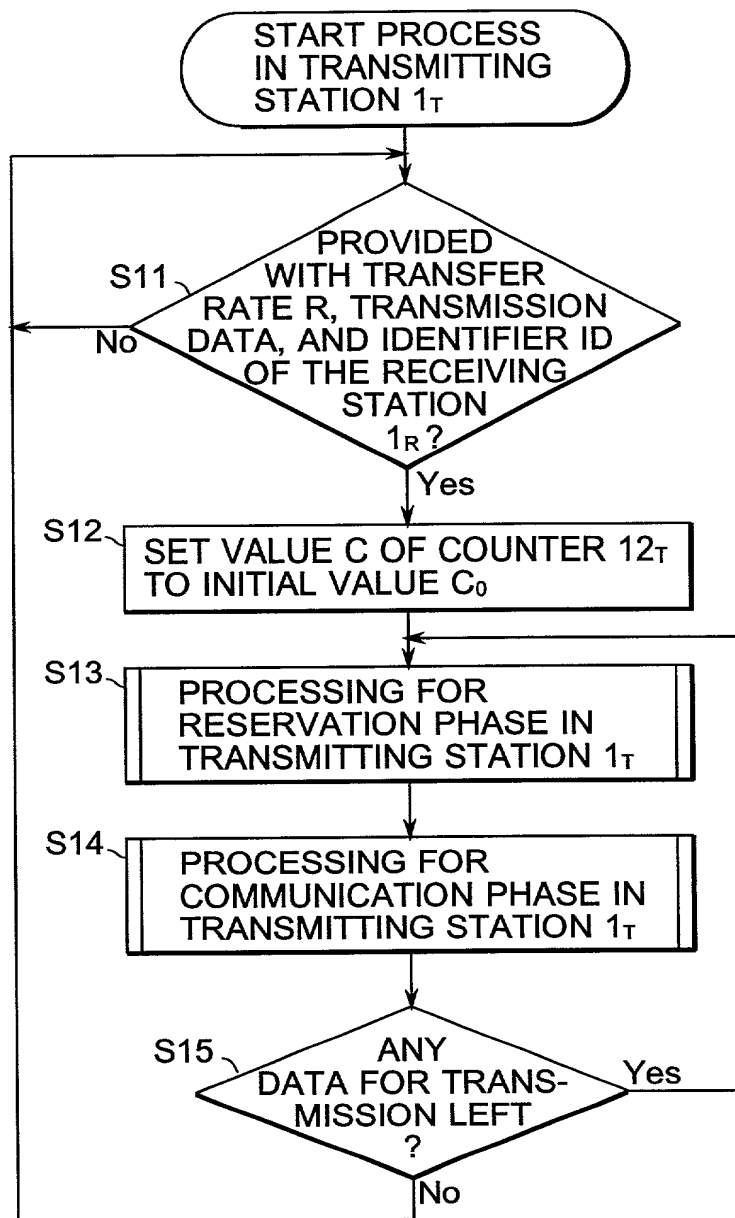 START PROCESS
IN TRANSMITTING
STATION 1T
S11
PROVIDED
WITH TRANSFER
RATE R, TRANSMISSION
DATA, AND IDENTIFIER ID
OF THE RECEIVING
STATION
1R ?
No
Yes
S12
SET VALUE C OF COUNTER 12T
TO INITIAL VALUE C0
S13
PROCESSING FOR
RESERVATION PHASE IN
TRANSMITTING STATION 1T
S14
PROCESSING FOR
COMMUNICATION PHASE IN
TRANSMITTING STATION 1T
S15
ANY
DATA FOR TRANS-
MISSION LEFT
?
Yes
No